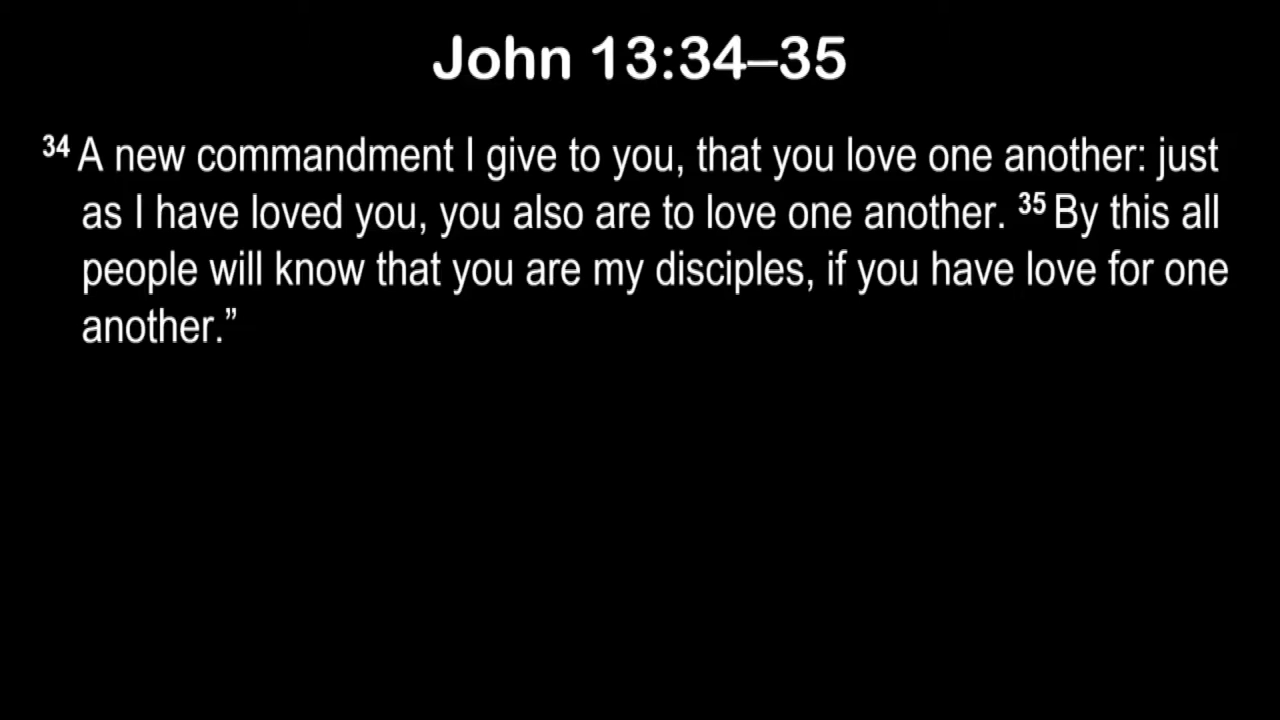 John 13:34–35
34 A new commandment I give to you, that you love one another: just
as I have loved you, you also are to love one another. 35 By this all
people will know that you are my disciples, if you have love for one
another.”